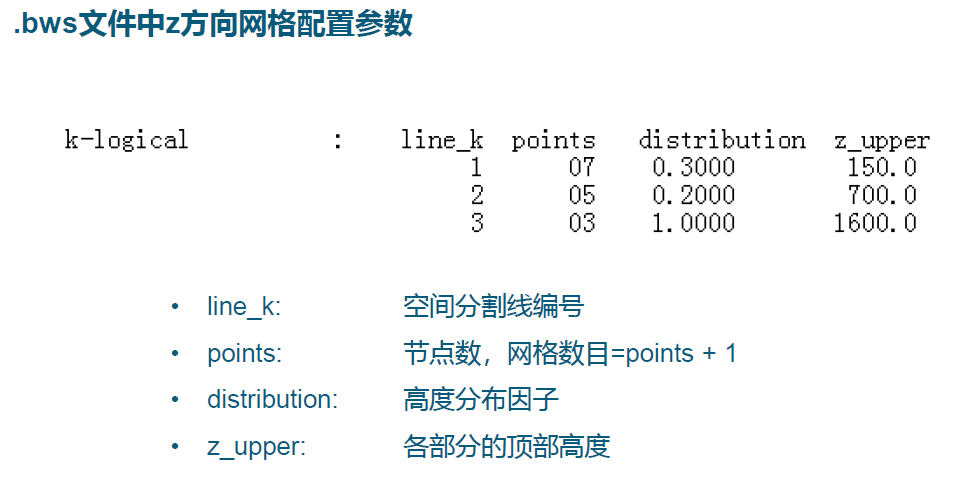 .bws文件中z方向网格配置参数
k-logical : line_k points distribution z_upper
1 07 0.3000 150.0
2 05 0.2000 700.0
3 03 1.0000 1600.0
• line_k: 空间分割线编号
• points: 节点数，网格数目=points + 1
• distribution: 高度分布因子
• z_upper: 各部分的顶部高度